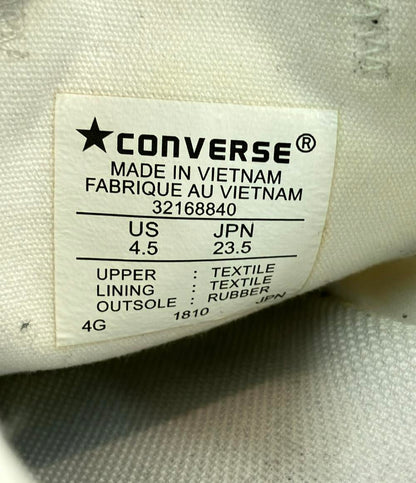 ★CONVERSE®
MADE IN VIETNAM
FABRIQUE AU VIETNAM
32168840
US JPN
4.5 23.5
UPPER : TEXTILE
LINING : TEXTILE
OUTSOLE : RUBBER
4G 1810 JPN